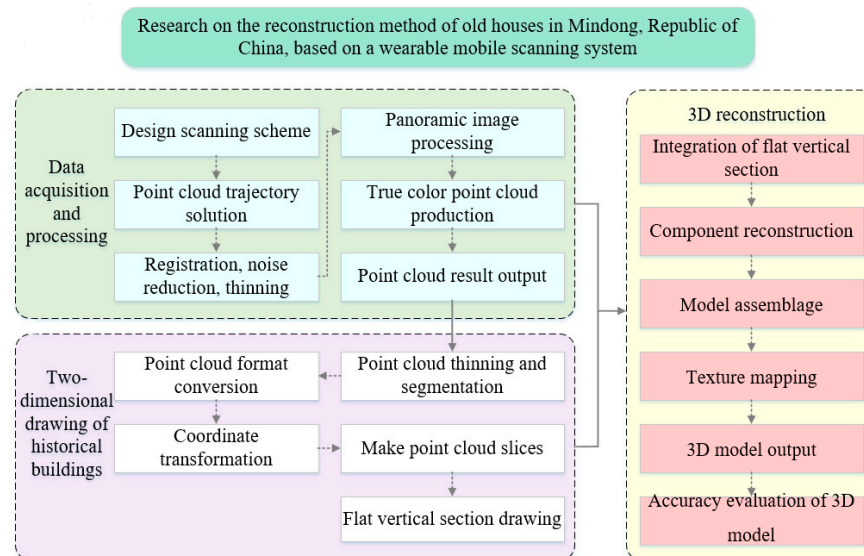 Research on the reconstruction method of old houses in Mindong, Republic of
China, based on a wearable mobile scanning system
Data
acquisition
and
processing
Design scanning scheme
Point cloud trajectory
solution
Registration, noise
reduction, thinning
Panoramic image
processing
True color point cloud
production
Point cloud result output
Two-
dimensional
drawing of
historical
buildings
Point cloud format
conversion
Point cloud thinning and
segmentation
Coordinate
transformation
Make point cloud slices
Flat vertical section drawing
3D reconstruction
Integration of flat vertical
section
Component reconstruction
Model assemblage
Texture mapping
3D model output
Accuracy evaluation of 3D
model